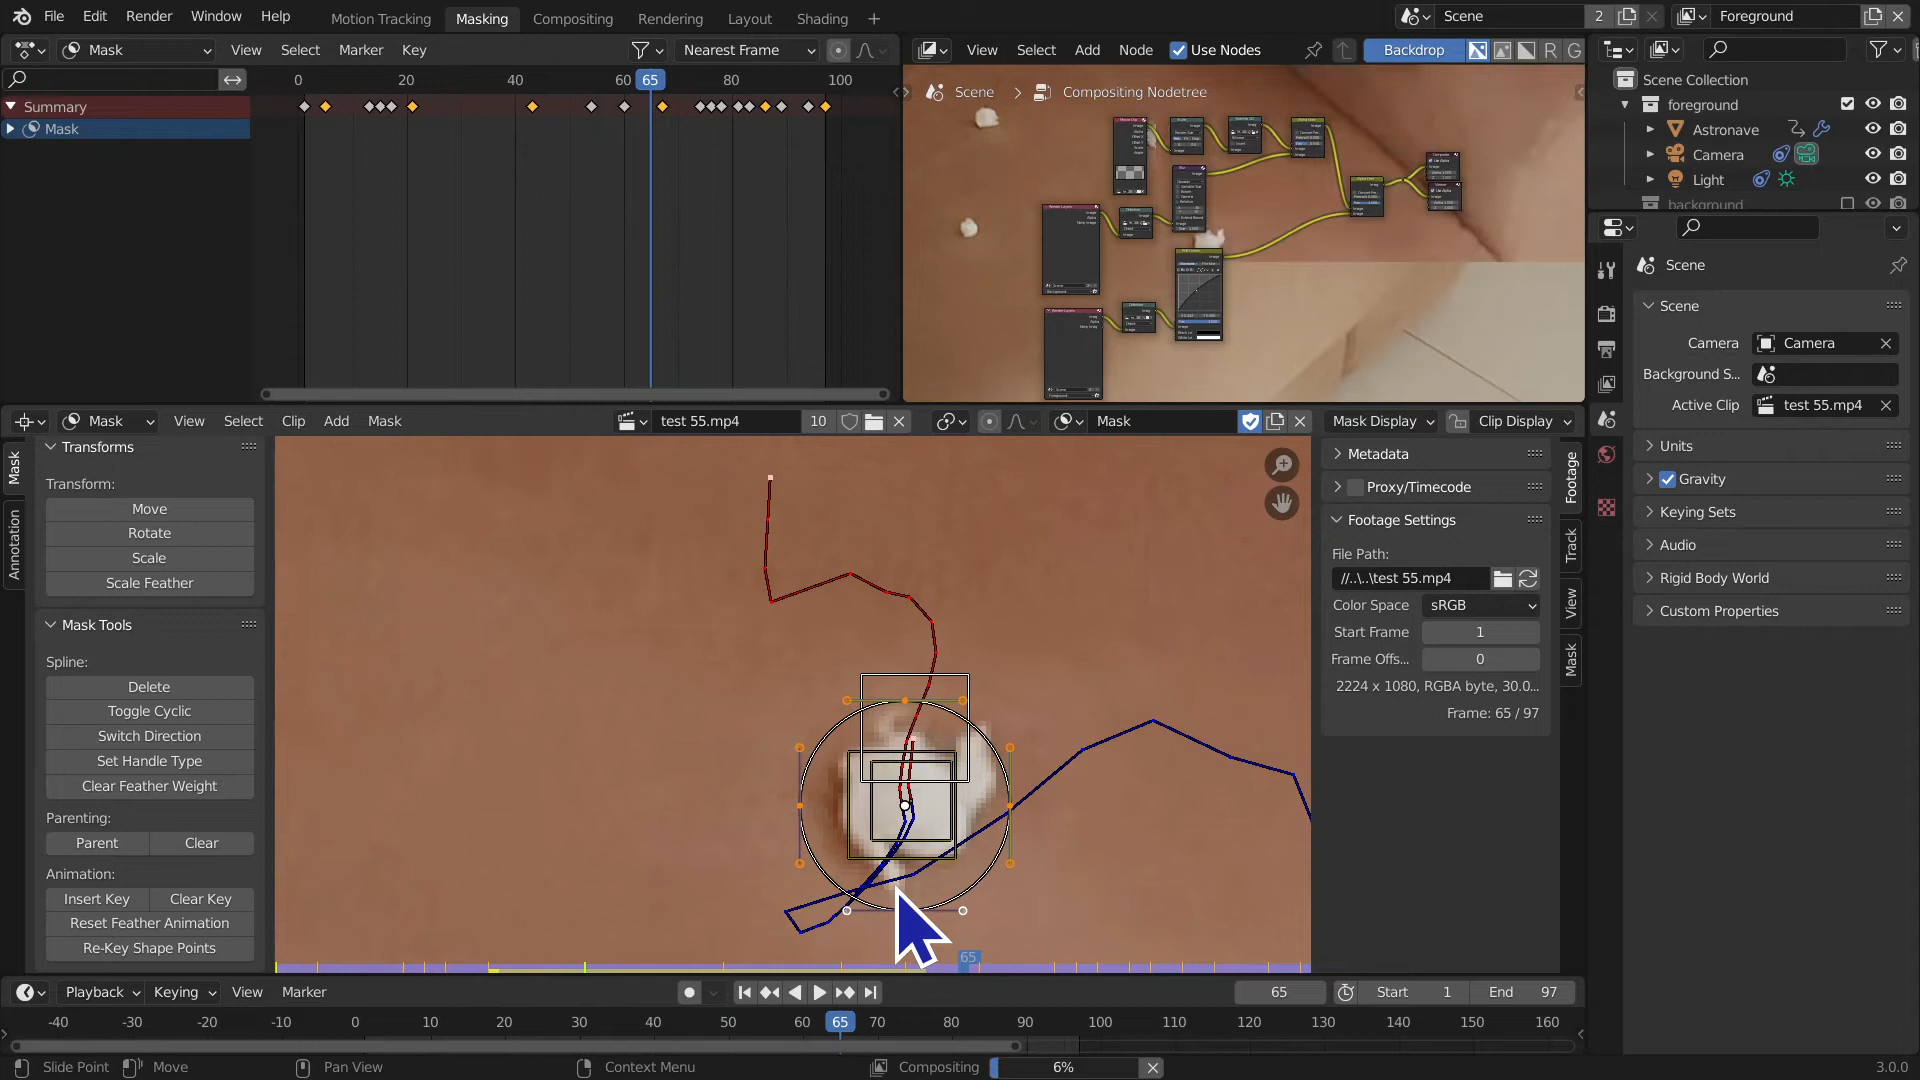 File Edit Render Window Help Motion Tracking Masking Compositing Rendering Layout Shading + Scene 2 Foreground
Mask View Select Marker Key Nearest Frame
View Select Add Node Use Nodes Backdrop R G
0 20 40 60 65 80 100
Summary
Mask
Scene > Compositing Nodetree
Scene Collection
foreground
Astronave
Camera
Light
background
Scene
Scene
Camera Camera
Background S...
Active Clip test 55.mp4
Units
Gravity
Keying Sets
Audio
Rigid Body World
Custom Properties
Mask View Select Clip Add Mask test 55.mp4 10 Mask Mask Display Clip Display
Mask
Annotation
Transforms
Transform:
Move
Rotate
Scale
Scale Feather
Mask Tools
Spline:
Delete
Toggle Cyclic
Switch Direction
Set Handle Type
Clear Feather Weight
Parenting:
Parent Clear
Animation:
Insert Key Clear Key
Reset Feather Animation
Re-Key Shape Points
65
Metadata
Proxy/Timecode
Footage Settings
File Path:
//..\..\test 55.mp4
Color Space sRGB
Start Frame 1
Frame Offs... 0
2224 x 1080, RGBA byte, 30.0...
Frame: 65 / 97
Footage
Track
View
Mask
Playback Keying View Marker 65 Start 1 End 97
-40 -30 -20 -10 0 10 20 30 40 50 60 65 70 80 90 100 110 120 130 140 150 160
Slide Point Move Pan View Context Menu Compositing 6% 3.0.0